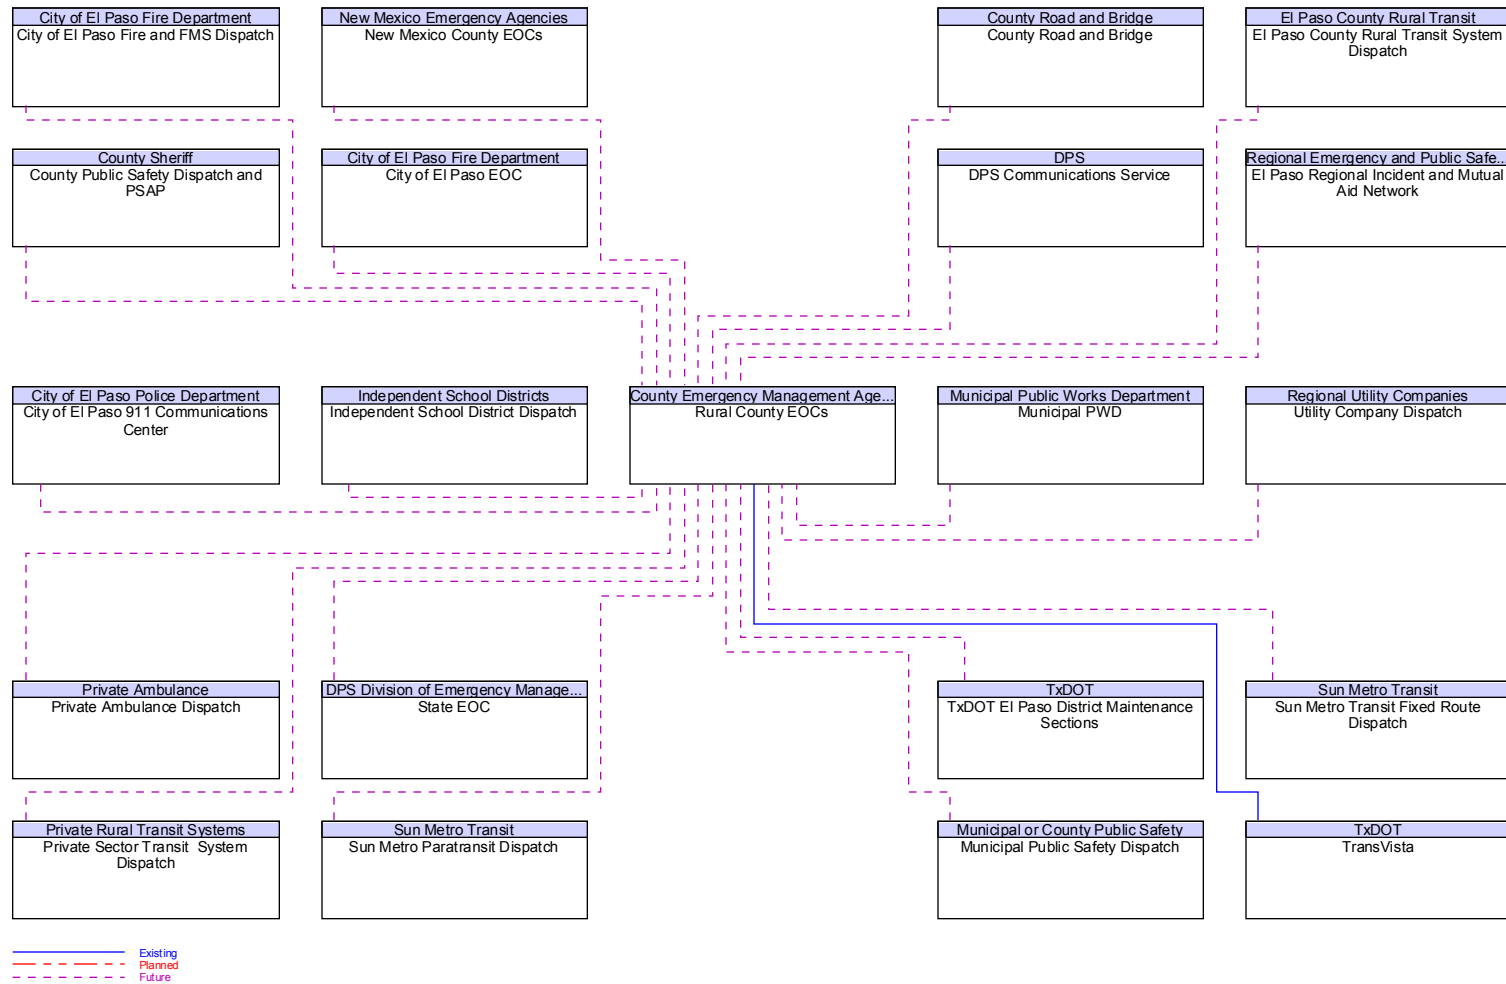 City of El Paso Fire Department
City of El Paso Fire and FMS Dispatch
New Mexico Emergency Agencies
New Mexico County EOCs
County Road and Bridge
County Road and Bridge
El Paso County Rural Transit
El Paso County Rural Transit System
Dispatch
County Sheriff
County Public Safety Dispatch and
PSAP
City of El Paso Fire Department
City of El Paso EOC
DPS
DPS Communications Service
Regional Emergency and Public Safe...
El Paso Regional Incident and Mutual
Aid Network
City of El Paso Police Department
City of El Paso 911 Communications
Center
Independent School Districts
Independent School District Dispatch
County Emergency Management Age...
Rural County EOCs
Municipal Public Works Department
Municipal PWD
Regional Utility Companies
Utility Company Dispatch
Private Ambulance
Private Ambulance Dispatch
DPS Division of Emergency Manage...
State EOC
TxDOT
TxDOT El Paso District Maintenance
Sections
Sun Metro Transit
Sun Metro Transit Fixed Route
Dispatch
Private Rural Transit Systems
Private Sector Transit System
Dispatch
Sun Metro Transit
Sun Metro Paratransit Dispatch
Municipal or County Public Safety
Municipal Public Safety Dispatch
TxDOT
TransVista
Existing
Planned
Future